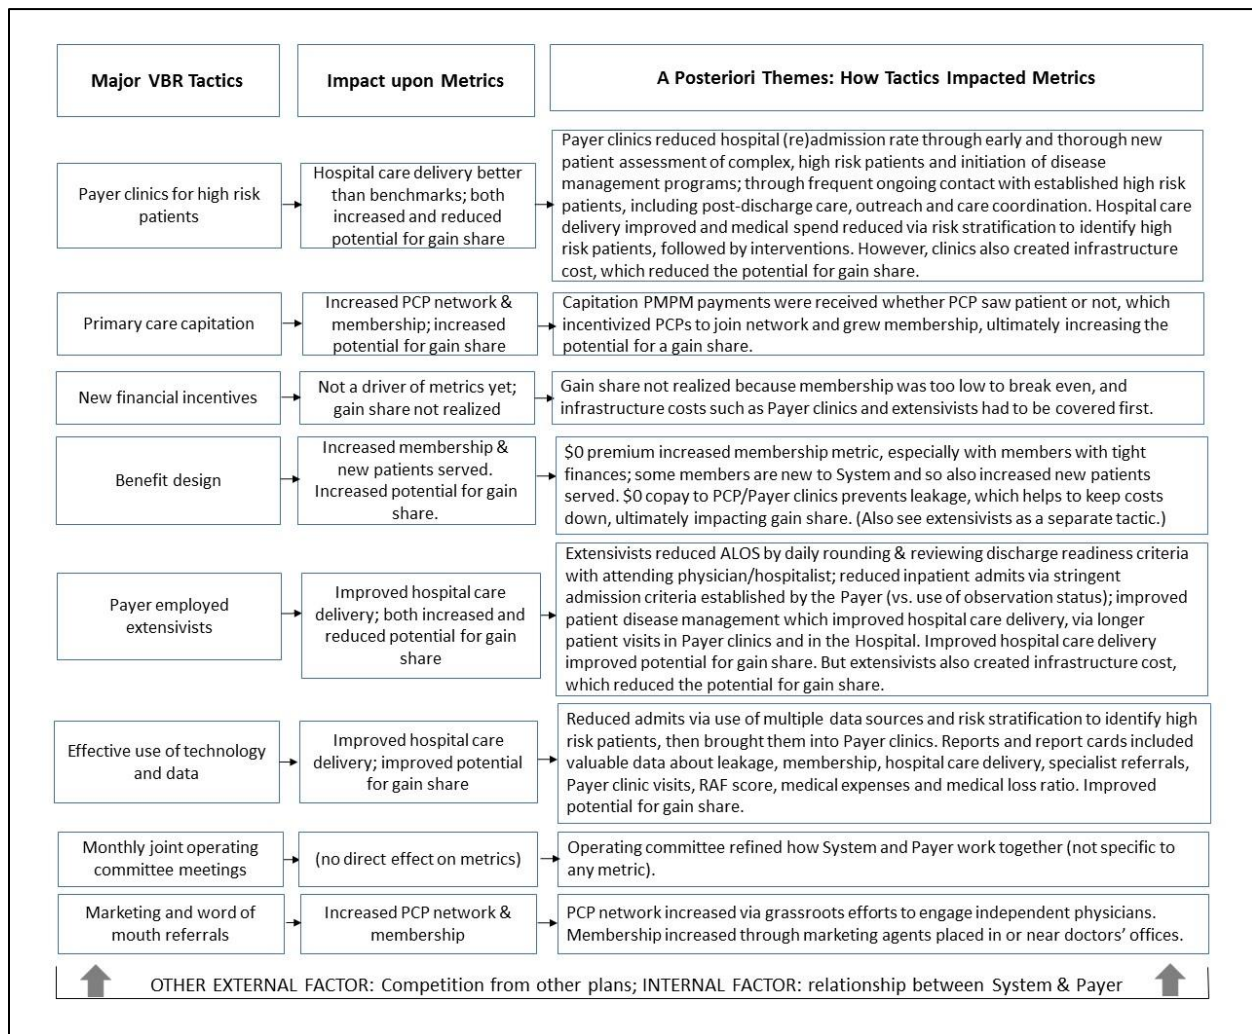 Major VBR Tactics
Impact upon Metrics
A Posteriori Themes: How Tactics Impacted Metrics
Payer clinics for high risk
patients
Hospital care delivery better
than benchmarks; both
increased and reduced
potential for gain share
Payer clinics reduced hospital (re)admission rate through early and thorough new
patient assessment of complex, high risk patients and initiation of disease
management programs; through frequent ongoing contact with established high risk
patients, including post-discharge care, outreach and care coordination. Hospital care
delivery improved and medical spend reduced via risk stratification to identify high
risk patients, followed by interventions. However, clinics also created infrastructure
cost, which reduced the potential for gain share.
Primary care capitation
Increased PCP network &
membership; increased
potential for gain share
Capitation PMPM payments were received whether PCP saw patient or not, which
incentivized PCPs to join network and grew membership, ultimately increasing the
potential for a gain share.
New financial incentives
Not a driver of metrics yet;
gain share not realized
Gain share not realized because membership was too low to break even, and
infrastructure costs such as Payer clinics and extensivists had to be covered first.
Benefit design
Increased membership &
new patients served.
Increased potential for gain
share.
$0 premium increased membership metric, especially with members with tight
finances; some members are new to System and so also increased new patients
served. $0 copay to PCP/Payer clinics prevents leakage, which helps to keep costs
down, ultimately impacting gain share. (Also see extensivists as a separate tactic.)
Payer employed
extensivists
Improved hospital care
delivery; both increased and
reduced potential for gain
share
Extensivists reduced ALOS by daily rounding & reviewing discharge readiness criteria
with attending physician/hospitalist; reduced inpatient admits via stringent
admission criteria established by the Payer (vs. use of observation status); improved
patient disease management which improved hospital care delivery, via longer
patient visits in Payer clinics and in the Hospital. Improved hospital care delivery
improved potential for gain share. But extensivists also created infrastructure cost,
which reduced the potential for gain share.
Effective use of technology
and data
Improved hospital care
delivery; improved potential
for gain share
Reduced admits via use of multiple data sources and risk stratification to identify high
risk patients, then brought them into Payer clinics. Reports and report cards included
valuable data about leakage, membership, hospital care delivery, specialist referrals,
Payer clinic visits, RAF score, medical expenses and medical loss ratio. Improved
potential for gain share.
Monthly joint operating
committee meetings
(no direct effect on metrics)
Operating committee refined how System and Payer work together (not specific to
any metric).
Marketing and word of
mouth referrals
Increased PCP network &
membership
PCP network increased via grassroots efforts to engage independent physicians.
Membership increased through marketing agents placed in or near doctors’ offices.
OTHER EXTERNAL FACTOR: Competition from other plans; INTERNAL FACTOR: relationship between System & Payer